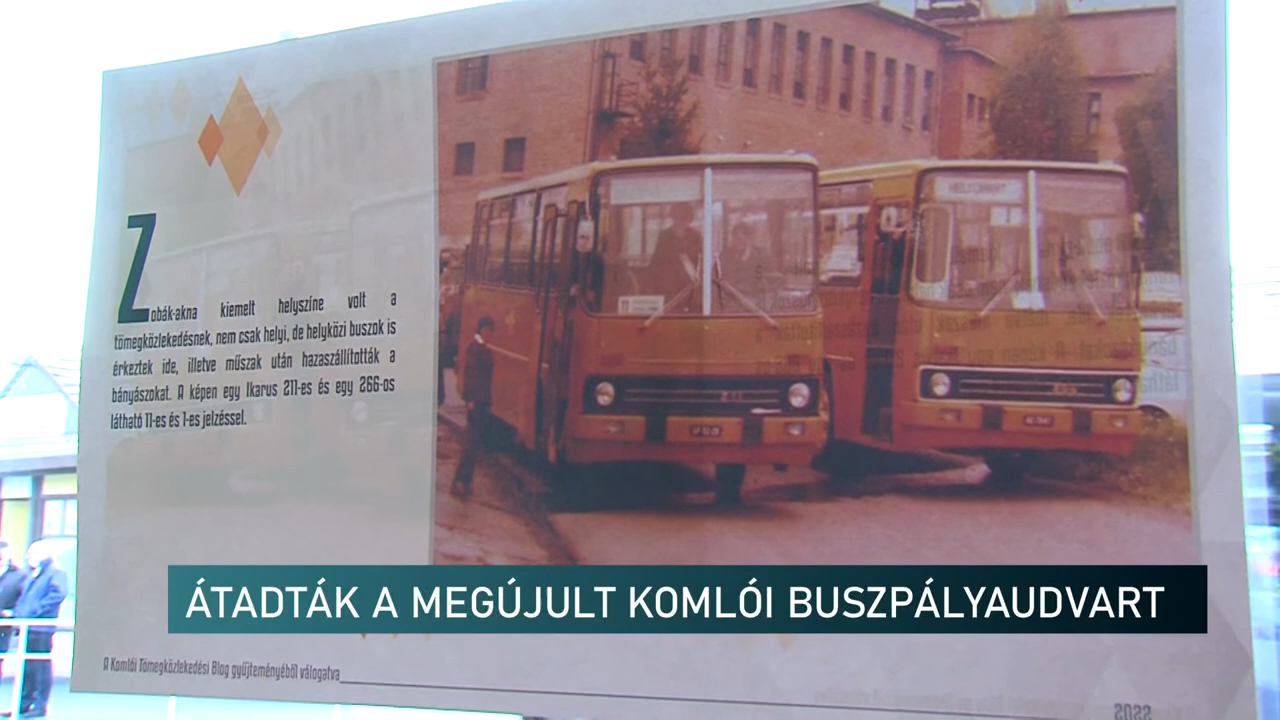 Zobák-akna kiemelt helyszíne volt a
tömegközlekedésnek, nem csak helyi, de helyközi buszok is
érkeztek ide, illetve műszak után hazaszállították a
bányászokat. A képen egy Ikarus 211-es és egy 266-os
látható 11-es és 1-es jelzéssel.
HELYIJÁRAT
ÁTADTÁK A MEGÚJULT KOMLÓI BUSZPÁLYAUDVART
A Komlói Tömegközlekedési Blog gyűjteményéből válogatva
2022